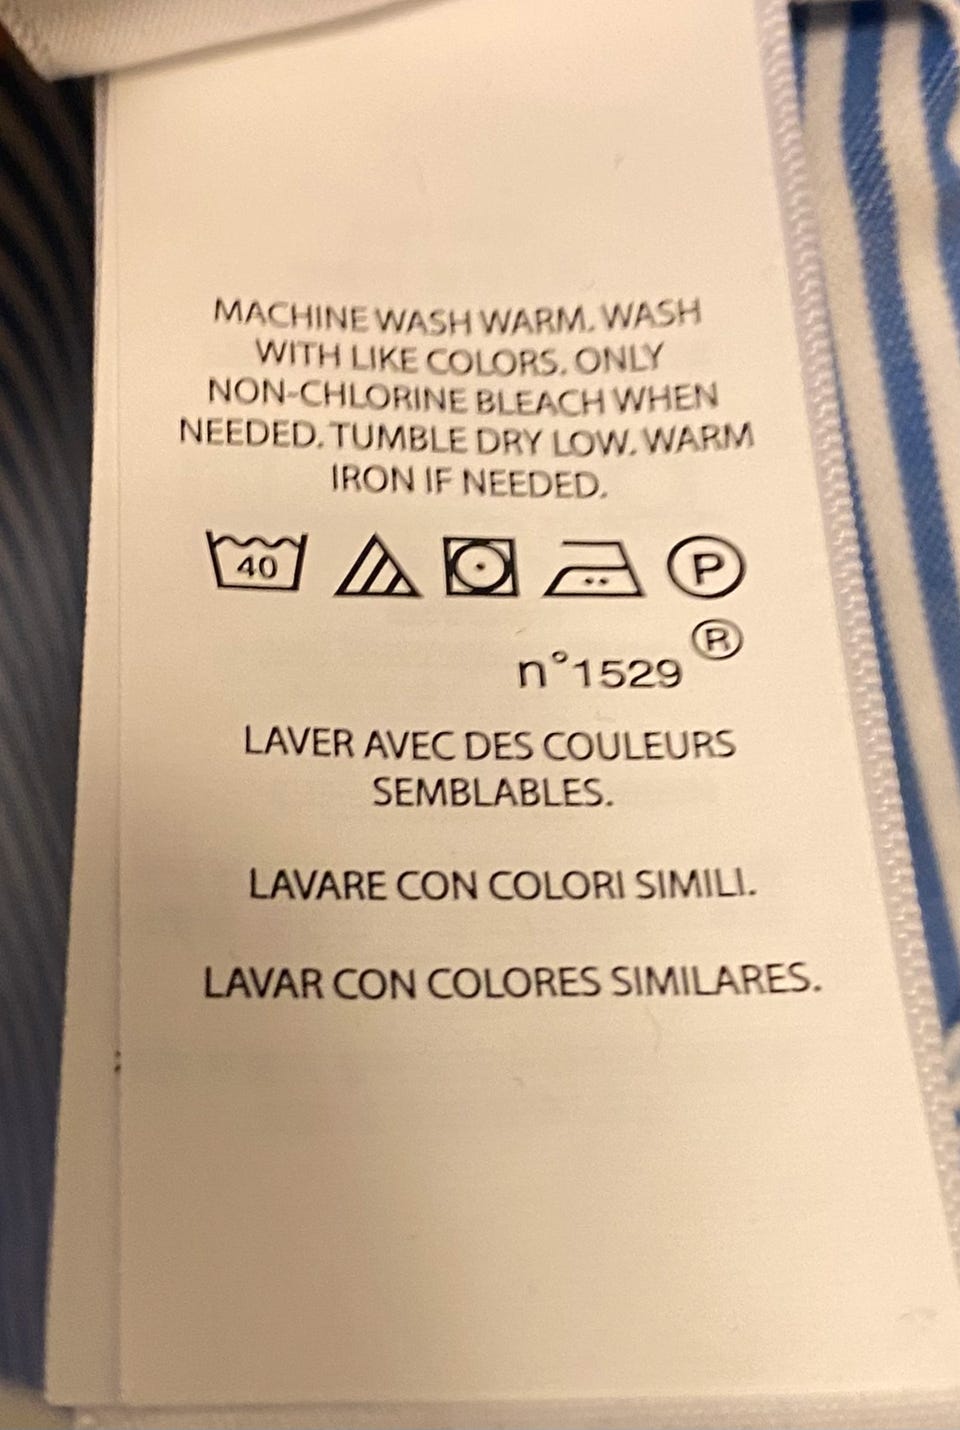 MACHINE WASH WARM. WASH
WITH LIKE COLORS. ONLY
NON-CHLORINE BLEACH WHEN
NEEDED. TUMBLE DRY LOW. WARM
IRON IF NEEDED.
40 P
n°1529 ®
LAVER AVEC DES COULEURS
SEMBLABLES.
LAVARE CON COLORI SIMILI.
LAVAR CON COLORES SIMILARES.